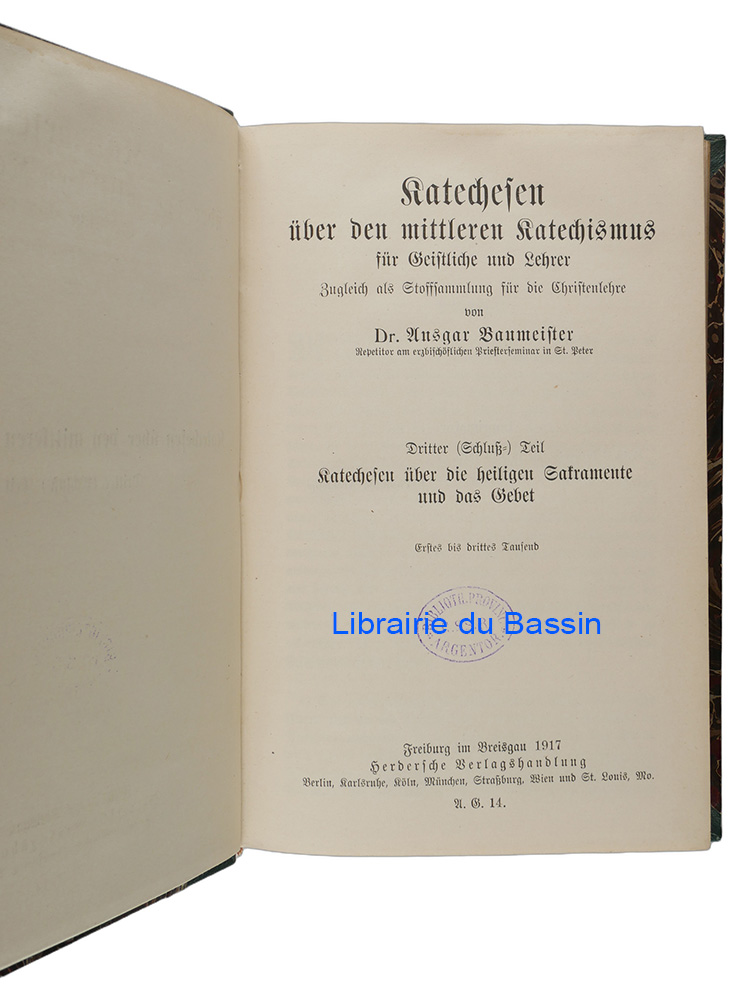 Katechesen
über den mittleren Katechismus
für Geistliche und Lehrer
Zugleich als Stoffsammlung für die Christenlehre
von
Dr. Ansgar Baumeister
Repetitor am erzbischöflichen Priesterseminar in St. Peter
Dritter (Schluß-) Teil
Katechesen über die heiligen Sakramente
und das Gebet
Erstes bis drittes Tausend
BIBLIOTH. PROVINC
Librairie du Bassin
ARGENTOR
Freiburg im Breisgau 1917
Herdersche Verlagshandlung
Berlin, Karlsruhe, Köln, München, Straßburg, Wien und St. Louis, Mo.
A. G. 14.